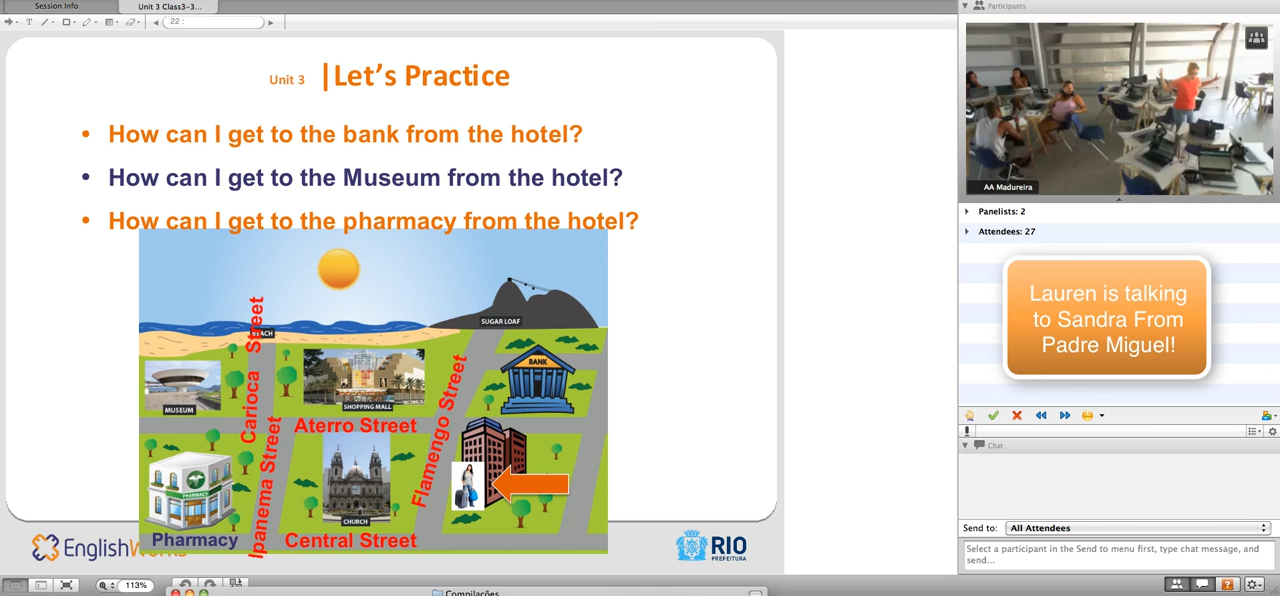 Session Info
Unit 3 Class3-3...
Participants
T
22 :
Unit 3 |Let's Practice
• How can I get to the bank from the hotel?
• How can I get to the Museum from the hotel?
• How can I get to the pharmacy from the hotel?
SUGAR LOAF
Carioca Street
BANK
MUSEUM
SHOPPING MALL
Aterro Street
Flamengo Street
Ipanema Street
PHARMACY
CHURCH
Pharmacy
Central Street
RIO
PREFEITURA
113%
Compilações
AA Madureira
Panelists: 2
Attendees: 27
Lauren is talking
to Sandra From
Padre Miguel!
Chat
Send to: All Attendees
Select a participant in the Send to menu first, type chat message, and
send...